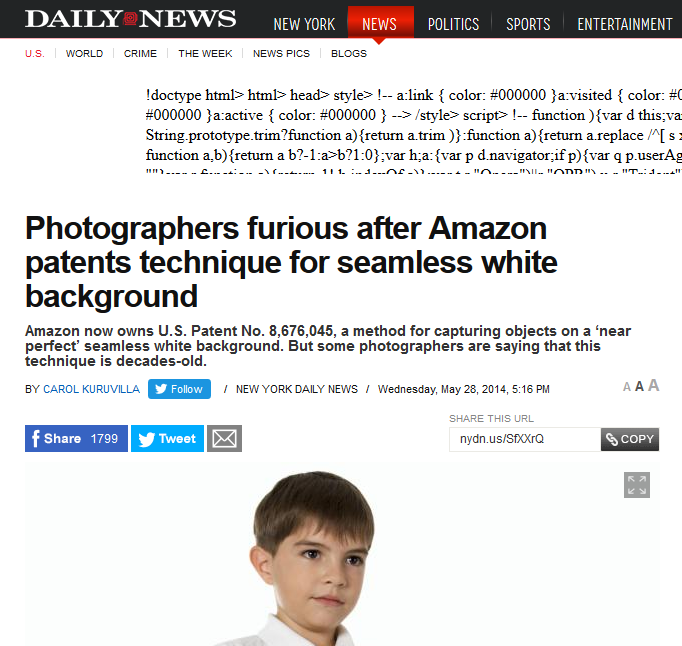 DAILY NEWS
NEW YORK NEWS POLITICS SPORTS ENTERTAINMENT
U.S. WORLD CRIME THE WEEK NEWS PICS BLOGS
!doctype html> html> head> style> !-- a:link { color: #000000 }a:visited { color:
#000000 }a:active { color: #000000 } --> /style> script> !-- function ){var d this;va
String.prototype.trim?function a){return a.trim )}:function a){return a.replace /^[ s
function a,b){return a b?-1:a>b?1:0};var h;a:{var p d.navigator;if p){var q p.userAg
Photographers furious after Amazon
patents technique for seamless white
background
Amazon now owns U.S. Patent No. 8,676,045, a method for capturing objects on a ‘near
perfect’ seamless white background. But some photographers are saying that this
technique is decades-old.
BY CAROL KURUVILLA Follow / NEW YORK DAILY NEWS / Wednesday, May 28, 2014, 5:16 PM A A A
SHARE THIS URL
f Share 1799 Tweet nydn.us/SfXXrQ COPY